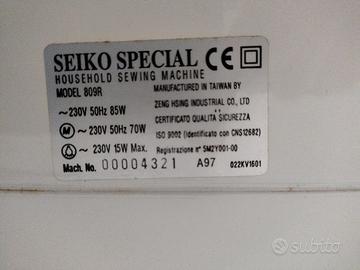 SEIKO SPECIAL CE
HOUSEHOLD SEWING MACHINE
MODEL 809R
MANUFACTURED IN TAIWAN BY
~230V 50Hz 85W
ZENG HSING INDUSTRIAL CO., LTD
M ~230V 50Hz 70W
CERTIFICATO QUALITÀ SICUREZZA
ISO 9002 (Identificato con CNS12682)
~230V 15W Max.
Registrazione n° 5M2Y001-00
Mach. No. 00004321 A97 022KV1601
subito